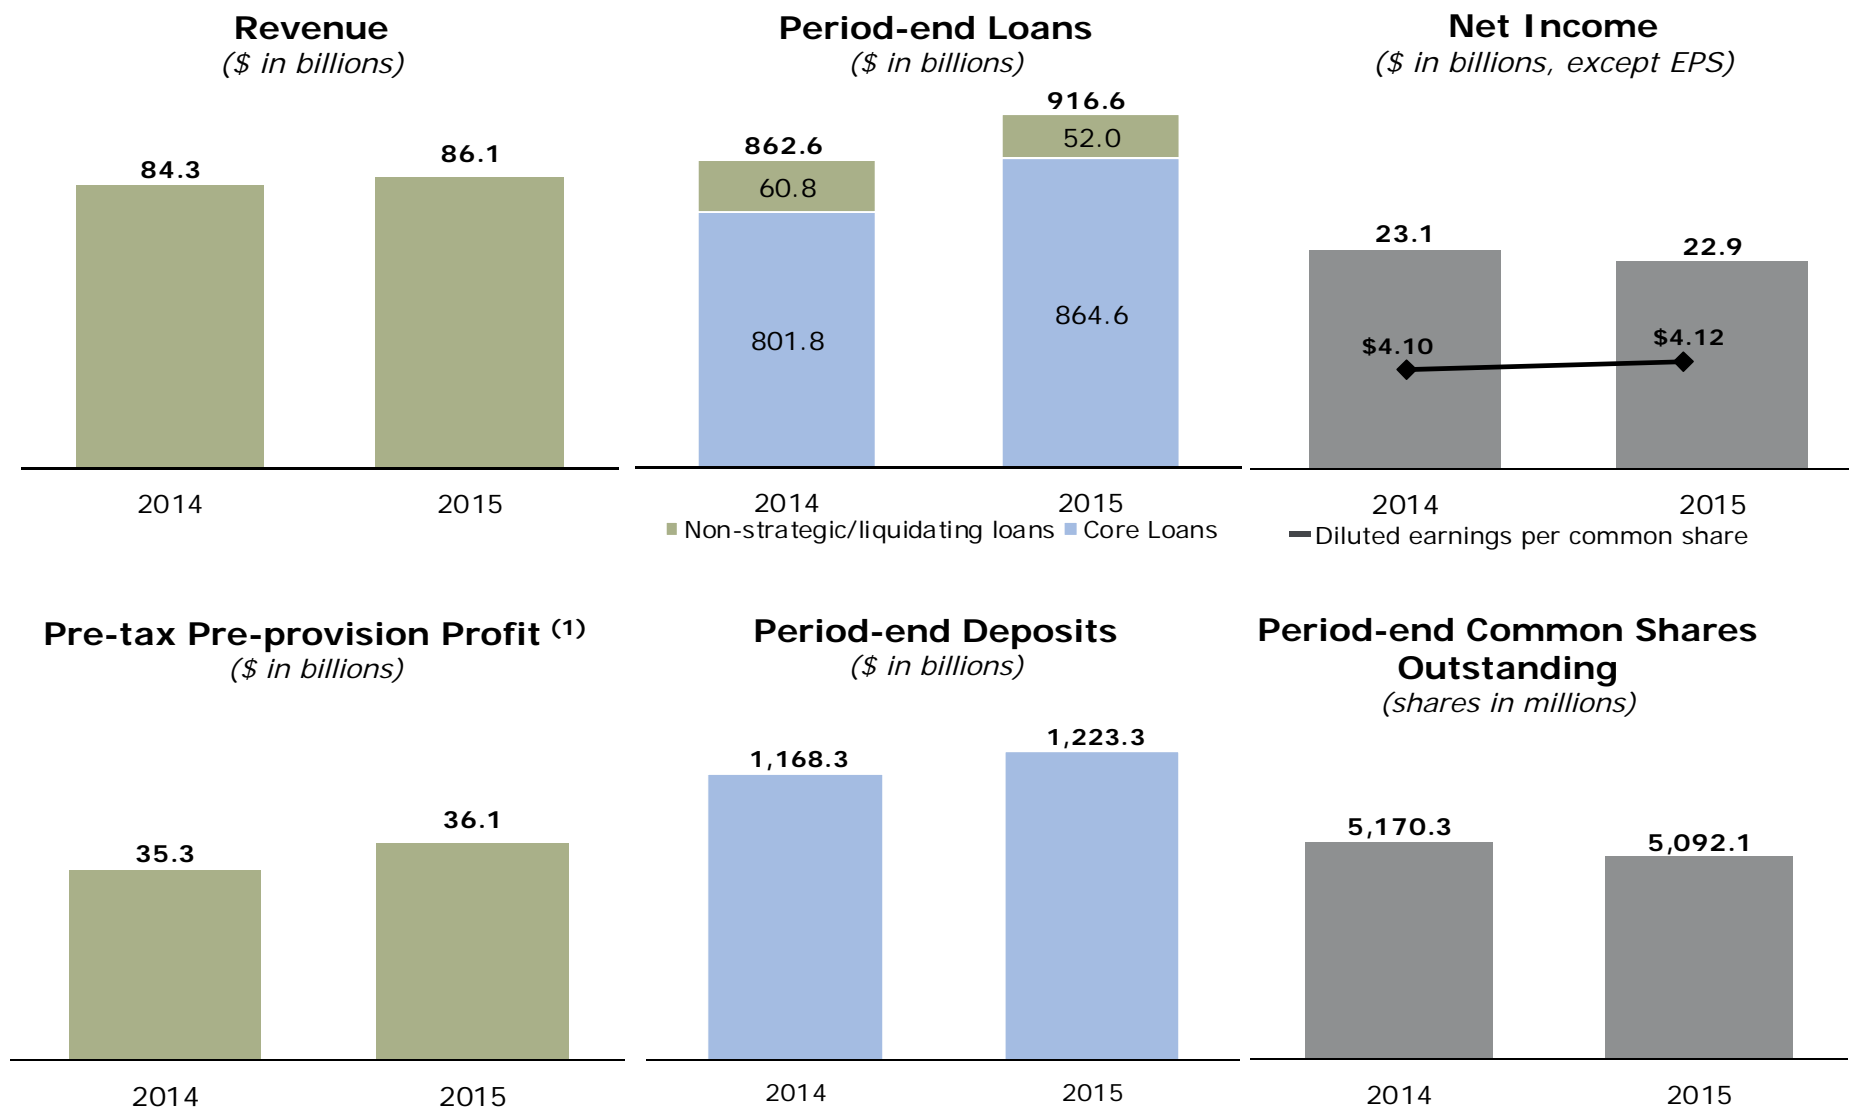 Revenue
($ in billions)
84.3
86.1
2014
2015
Period-end Loans
($ in billions)
862.6
916.6
60.8
52.0
801.8
864.6
2014
2015
Non-strategic/liquidating loans
Core Loans
Net Income
($ in billions, except EPS)
23.1
22.9
$4.10
$4.12
2014
2015
Diluted earnings per common share
Pre-tax Pre-provision Profit (1)
($ in billions)
35.3
36.1
2014
2015
Period-end Deposits
($ in billions)
1,168.3
1,223.3
2014
2015
Period-end Common Shares
Outstanding
(shares in millions)
5,170.3
5,092.1
2014
2015